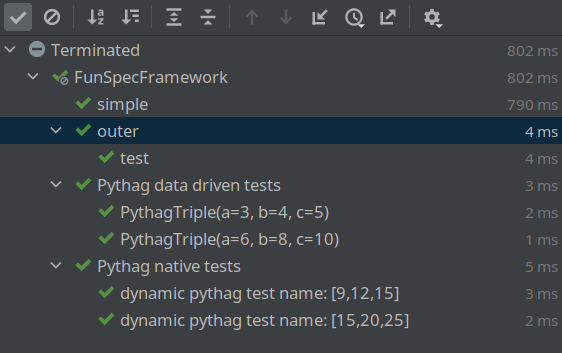 Terminated 802 ms
FunSpecFramework 802 ms
simple 790 ms
outer 4 ms
test 4 ms
Pythag data driven tests 3 ms
PythagTriple(a=3, b=4, c=5) 2 ms
PythagTriple(a=6, b=8, c=10) 1 ms
Pythag native tests 5 ms
dynamic pythag test name: [9,12,15] 3 ms
dynamic pythag test name: [15,20,25] 2 ms